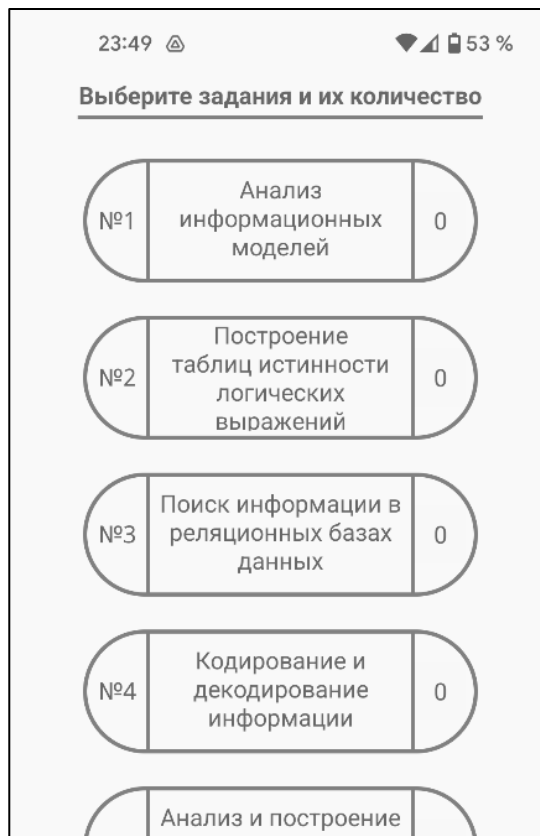 23:49 53 %
Выберите задания и их количество
№1
Анализ
информационных
моделей
0
№2
Построение
таблиц истинности
логических
выражений
0
№3
Поиск информации в
реляционных базах
данных
0
№4
Кодирование и
декодирование
информации
0
Анализ и построение